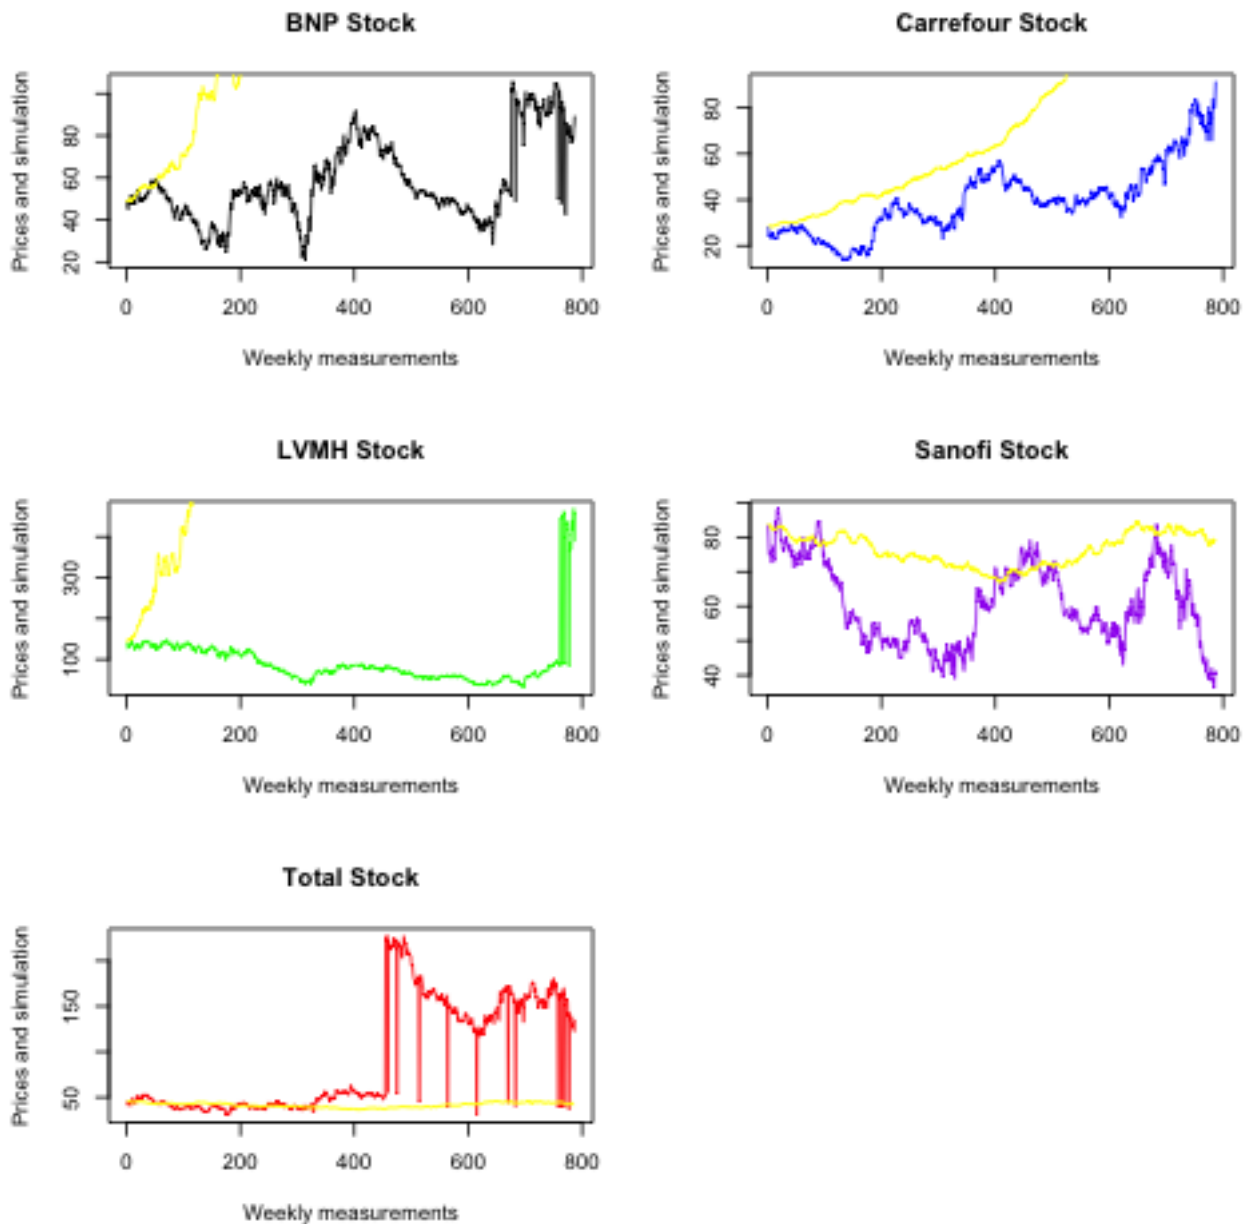 BNP Stock
Prices and simulation
20 40 60 80
0 200 400 600 800
Weekly measurements
Carrefour Stock
Prices and simulation
20 40 60 80
0 200 400 600 800
Weekly measurements
LVMH Stock
Prices and simulation
100 300
0 200 400 600 800
Weekly measurements
Sanofi Stock
Prices and simulation
40 60 80
0 200 400 600 800
Weekly measurements
Total Stock
Prices and simulation
50 150
0 200 400 600 800
Weekly measurements